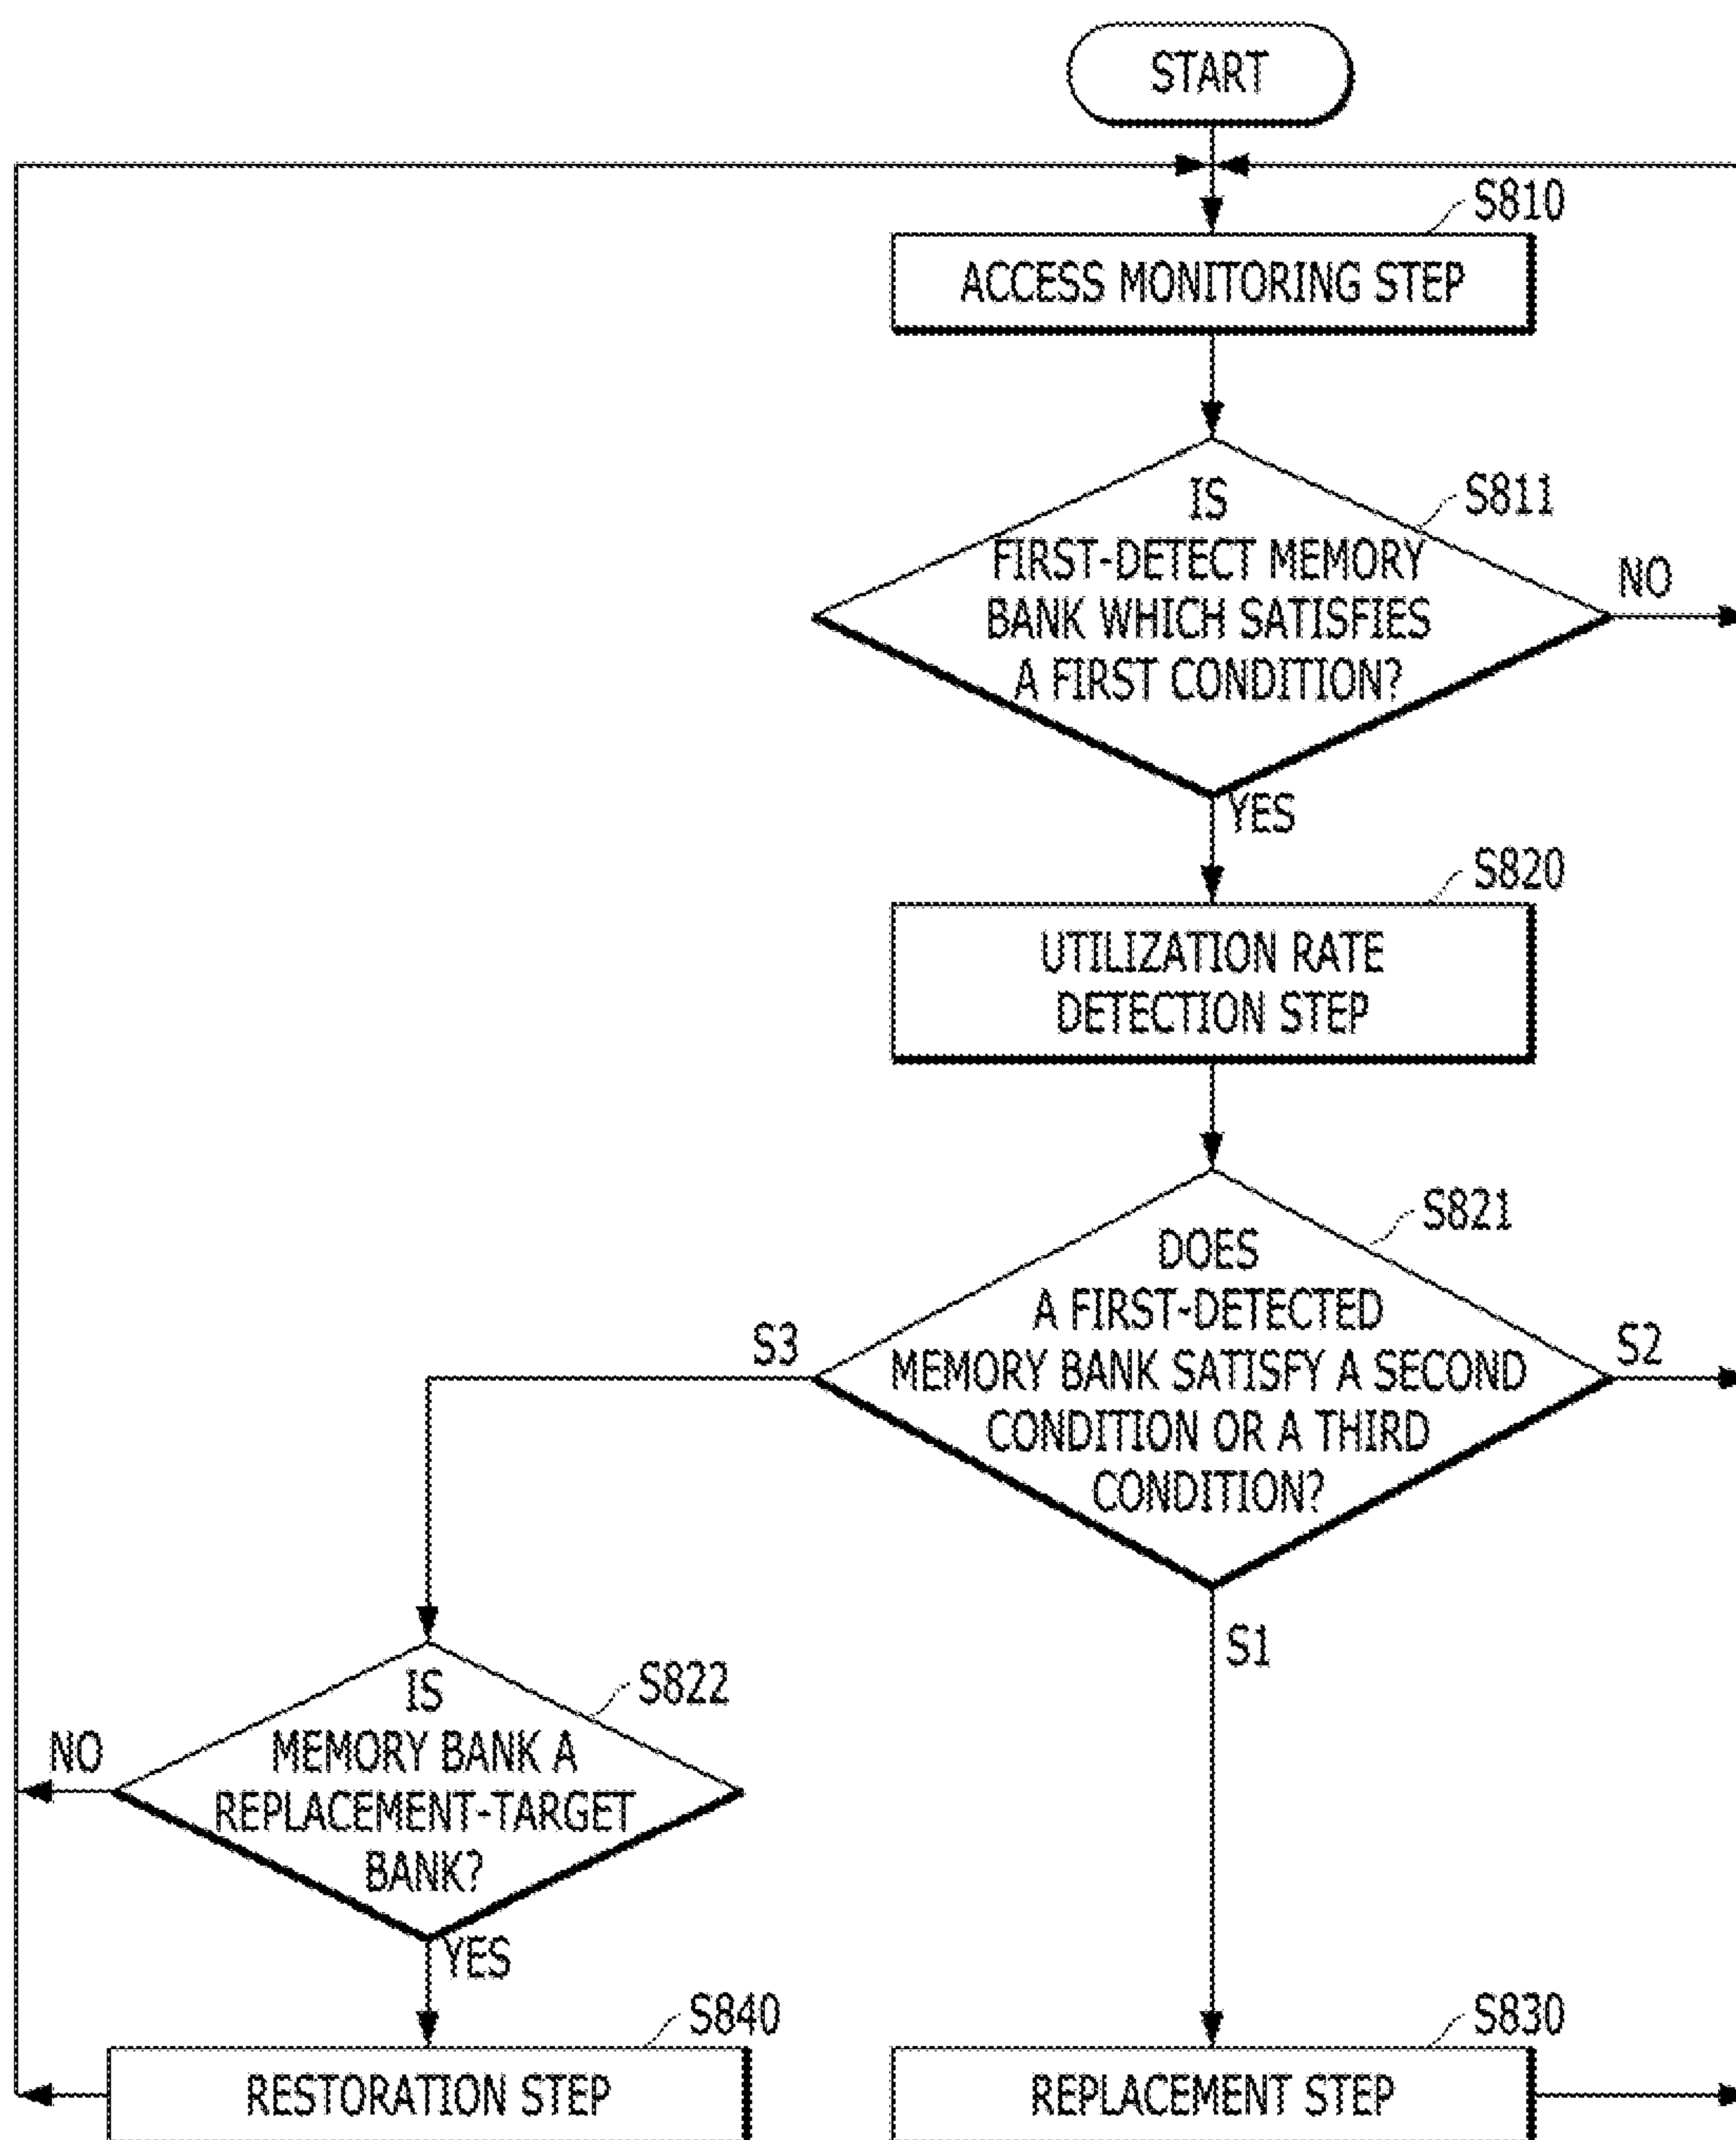 START
S810
ACCESS MONITORING STEP
S811
IS
FIRST-DETECT MEMORY
BANK WHICH SATISFIES
A FIRST CONDITION?
NO
YES
S820
UTILIZATION RATE
DETECTION STEP
S821
DOES
A FIRST-DETECTED
MEMORY BANK SATISFY A SECOND
CONDITION OR A THIRD
CONDITION?
S3
S2
S1
S822
IS
MEMORY BANK A
REPLACEMENT-TARGET
BANK?
NO
YES
S840
RESTORATION STEP
S830
REPLACEMENT STEP